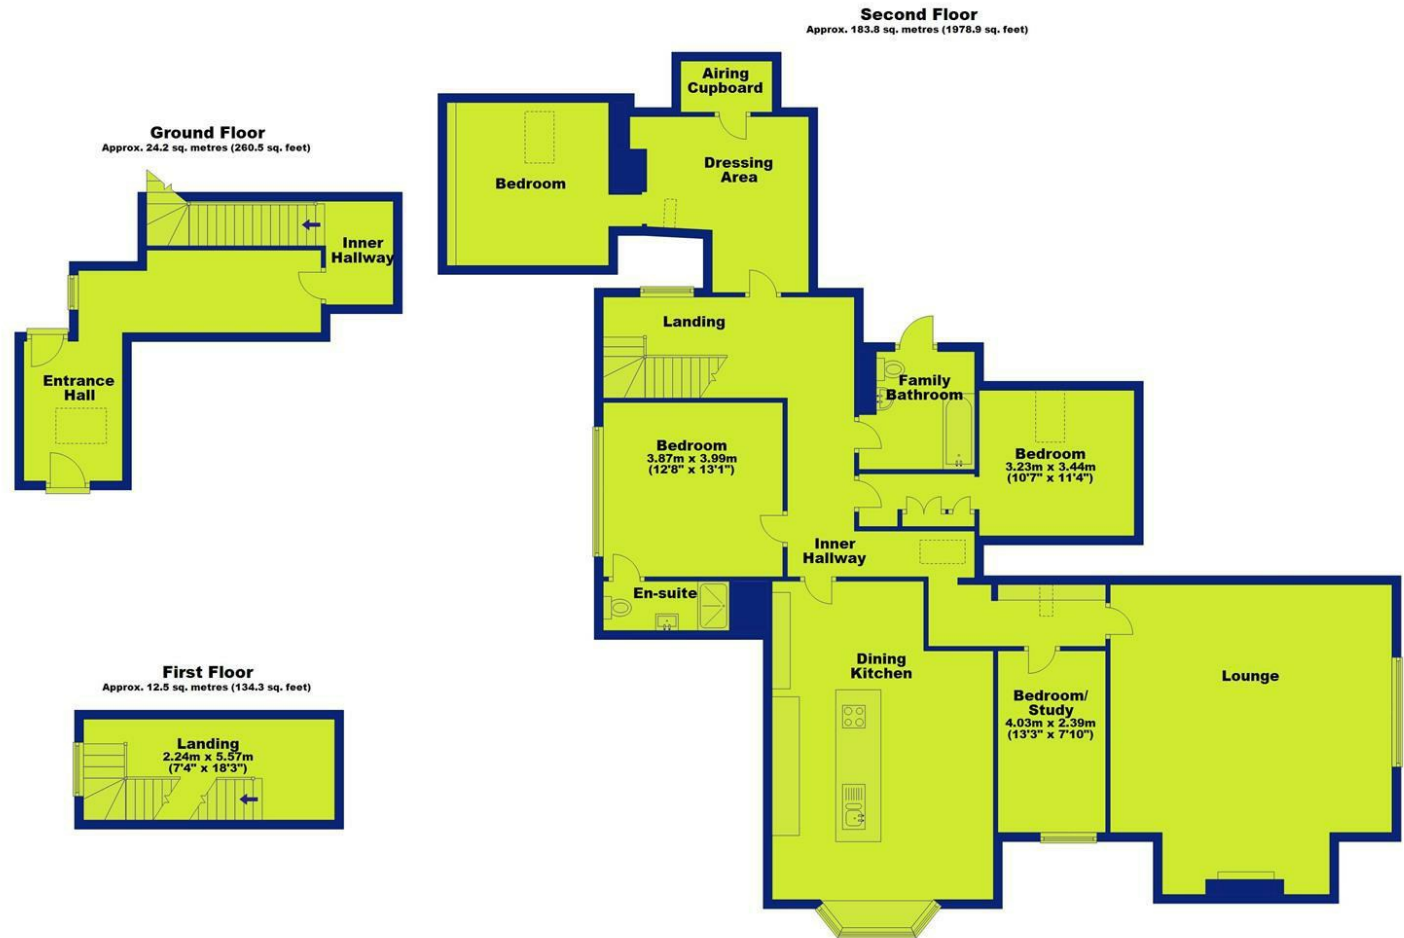 Second Floor
Approx. 183.8 sq. metres (1978.9 sq. feet)
Airing
Cupboard
Bedroom
Dressing
Area
Landing
Family
Bathroom
Bedroom
3.87m x 3.99m
(12'8" x 13'1")
Bedroom
3.23m x 3.44m
(10'7" x 11'4")
Inner
Hallway
En-suite
Dining
Kitchen
Bedroom/
Study
4.03m x 2.39m
(13'3" x 7'10")
Lounge
Ground Floor
Approx. 24.2 sq. metres (260.5 sq. feet)
Inner
Hallway
Entrance
Hall
First Floor
Approx. 12.5 sq. metres (134.3 sq. feet)
Landing
2.24m x 5.57m
(7'4" x 18'3")